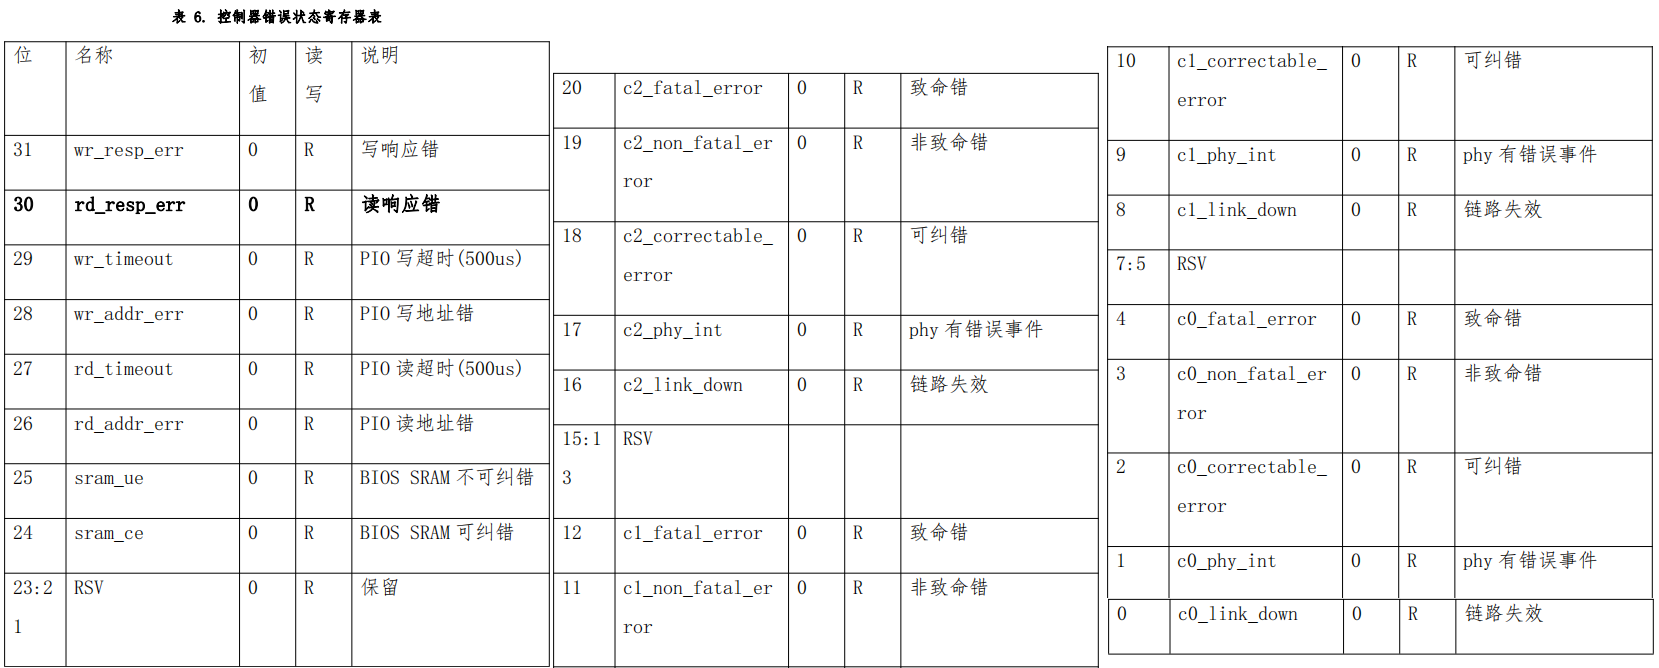 表 6. 控制器错误状态寄存器表
位 名称 初值 读写 说明
31 wr_resp_err 0 R 写响应错
30 rd_resp_err 0 R 读响应错
29 wr_timeout 0 R PIO 写超时(500us)
28 wr_addr_err 0 R PIO 写地址错
27 rd_timeout 0 R PIO 读超时(500us)
26 rd_addr_err 0 R PIO 读地址错
25 sram_ue 0 R BIOS SRAM 不可纠错
24 sram_ce 0 R BIOS SRAM 可纠错
23:21 RSV 0 R 保留
20 c2_fatal_error 0 R 致命错
19 c2_non_fatal_error 0 R 非致命错
18 c2_correctable_error 0 R 可纠错
17 c2_phy_int 0 R phy 有错误事件
16 c2_link_down 0 R 链路失效
15:13 RSV
12 c1_fatal_error 0 R 致命错
11 c1_non_fatal_error 0 R 非致命错
10 c1_correctable_error 0 R 可纠错
9 c1_phy_int 0 R phy 有错误事件
8 c1_link_down 0 R 链路失效
7:5 RSV
4 c0_fatal_error 0 R 致命错
3 c0_non_fatal_error 0 R 非致命错
2 c0_correctable_error 0 R 可纠错
1 c0_phy_int 0 R phy 有错误事件
0 c0_link_down 0 R 链路失效